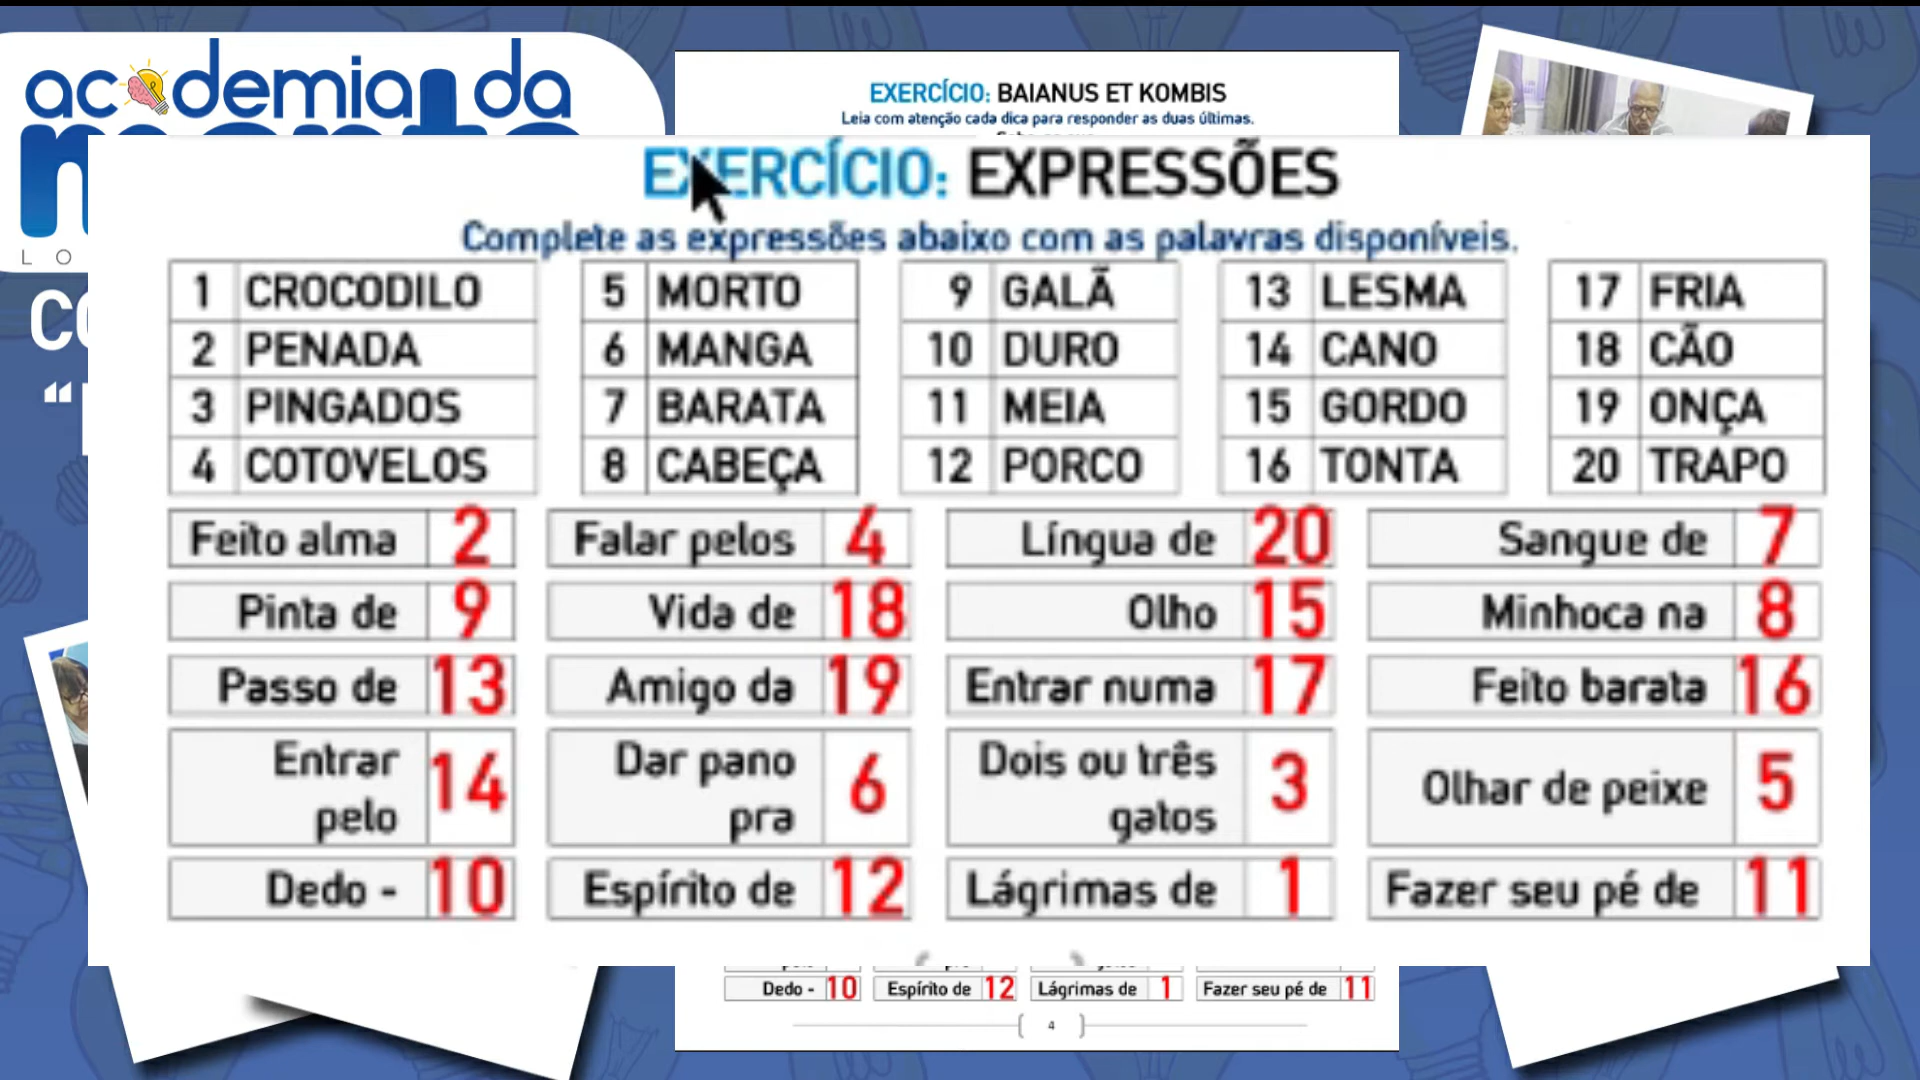 academia da
EXERCÍCIO: BAIANUS ET KOMBIS
Leia com atenção cada dica para responder as duas últimas.
EXERCÍCIO: EXPRESSÕES
Complete as expressões abaixo com as palavras disponíveis.
1 CROCODILO 5 MORTO 9 GALÃ 13 LESMA 17 FRIA
2 PENADA 6 MANGA 10 DURO 14 CANO 18 CÃO
3 PINGADOS 7 BARATA 11 MEIA 15 GORDO 19 ONÇA
4 COTOVELOS 8 CABEÇA 12 PORCO 16 TONTA 20 TRAPO
Feito alma 2 Falar pelos 4 Língua de 20 Sangue de 7
Pinta de 9 Vida de 18 Olho 15 Minhoca na 8
Passo de 13 Amigo da 19 Entrar numa 17 Feito barata 16
Entrar pelo 14 Dar pano pra 6 Dois ou três gatos 3 Olhar de peixe 5
Dedo - 10 Espírito de 12 Lágrimas de 1 Fazer seu pé de 11
Dedo - 10 Espírito de 12 Lágrimas de 1 Fazer seu pé de 11
4